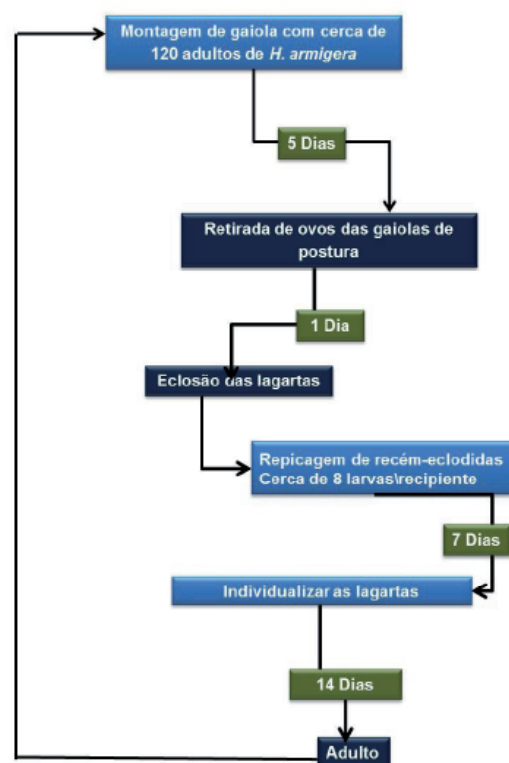 Montagem de gaiola com cerca de
120 adultos de H. armigera
5 Dias
Retirada de ovos das gaiolas de
postura
1 Dia
Eclosão das lagartas
Repicagem de recém-eclodidas
Cerca de 8 larvas\recipiente
7 Dias
Individualizar as lagartas
14 Dias
Adulto